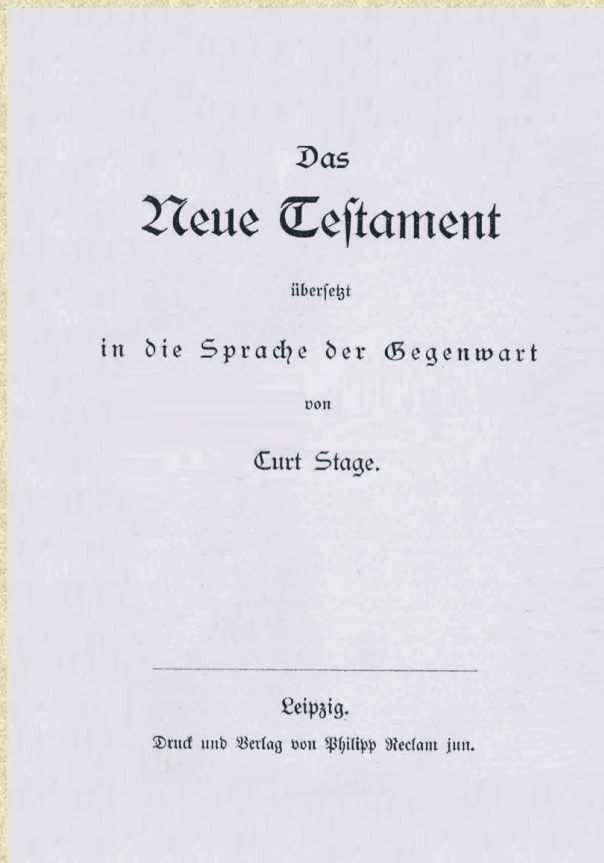 Das
Neue Teſtament
überſetzt
in die Sprache der Gegenwart
von
Curt Stage.
Leipzig.
Druck und Verlag von Philipp Reclam jun.